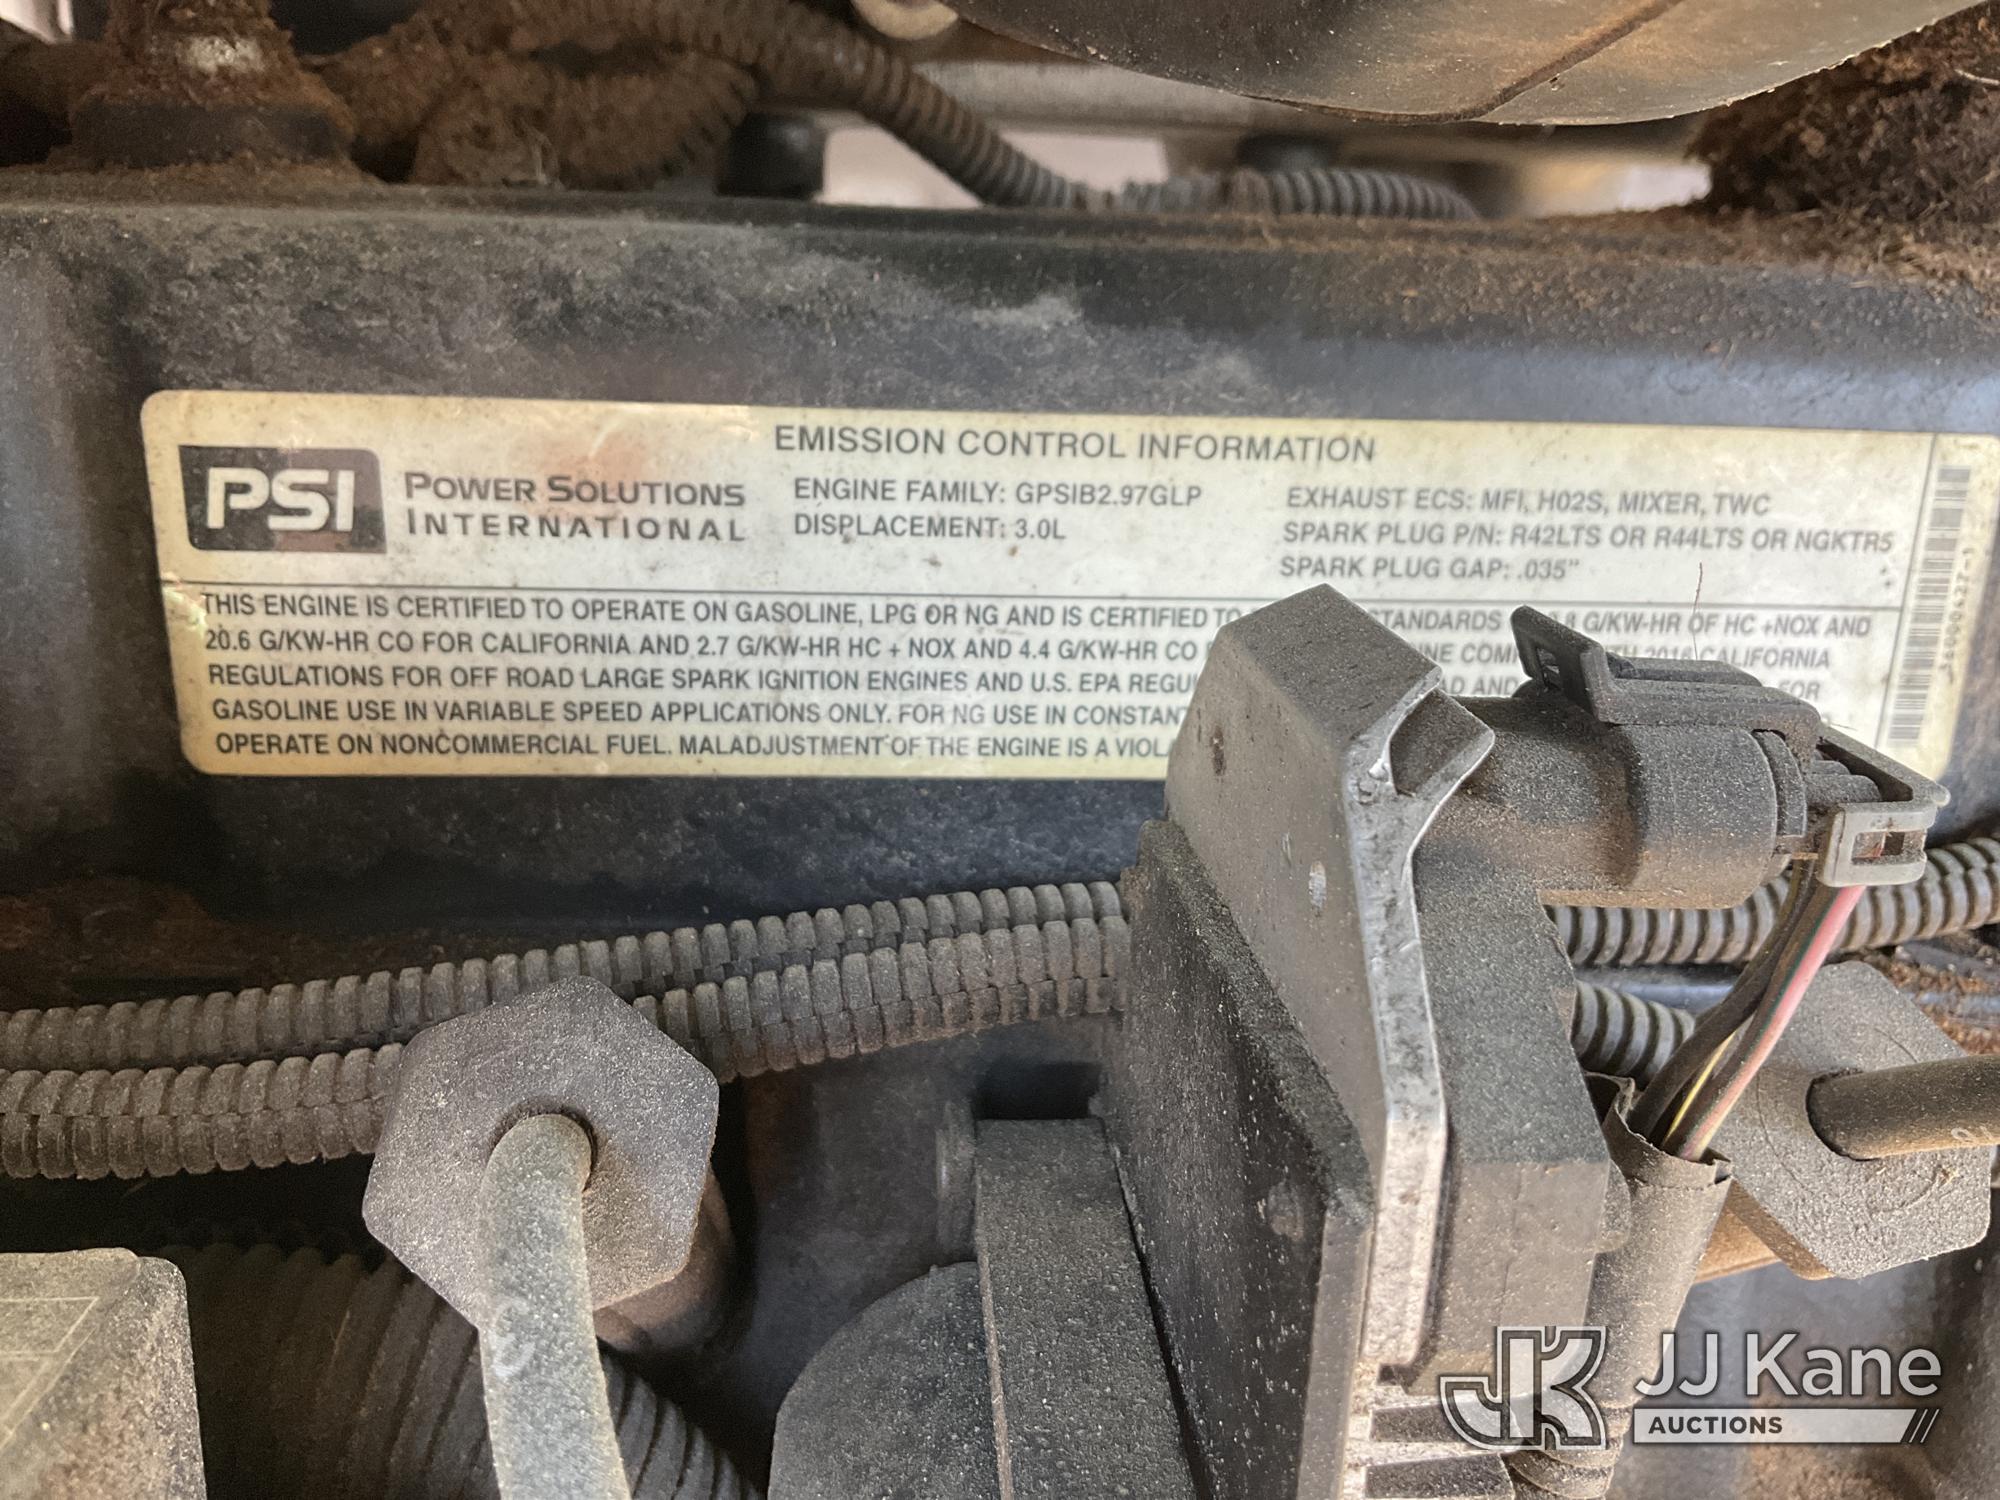 EMISSION CONTROL INFORMATION
PSI
POWER SOLUTIONS
INTERNATIONAL
ENGINE FAMILY: GPSIB2.97GLP
DISPLACEMENT: 3.0L
EXHAUST ECS: MFI, H02S, MIXER, TWC
SPARK PLUG P/N: R42LTS OR R44LTS OR NGKTR5
SPARK PLUG GAP: .035"
THIS ENGINE IS CERTIFIED TO OPERATE ON GASOLINE, LPG OR NG AND IS CERTIFIED TO STANDARDS G/KW-HR OF HC +NOX AND
20.6 G/KW-HR CO FOR CALIFORNIA AND 2.7 G/KW-HR HC + NOX AND 4.4 G/KW-HR CO 2016 CALIFORNIA
REGULATIONS FOR OFF ROAD LARGE SPARK IGNITION ENGINES AND U.S. EPA AND FOR
GASOLINE USE IN VARIABLE SPEED APPLICATIONS ONLY. FOR NG USE IN CONSTANT
OPERATE ON NONCOMMERCIAL FUEL. MALADJUSTMENT OF THE ENGINE IS A
JJ Kane
AUCTIONS